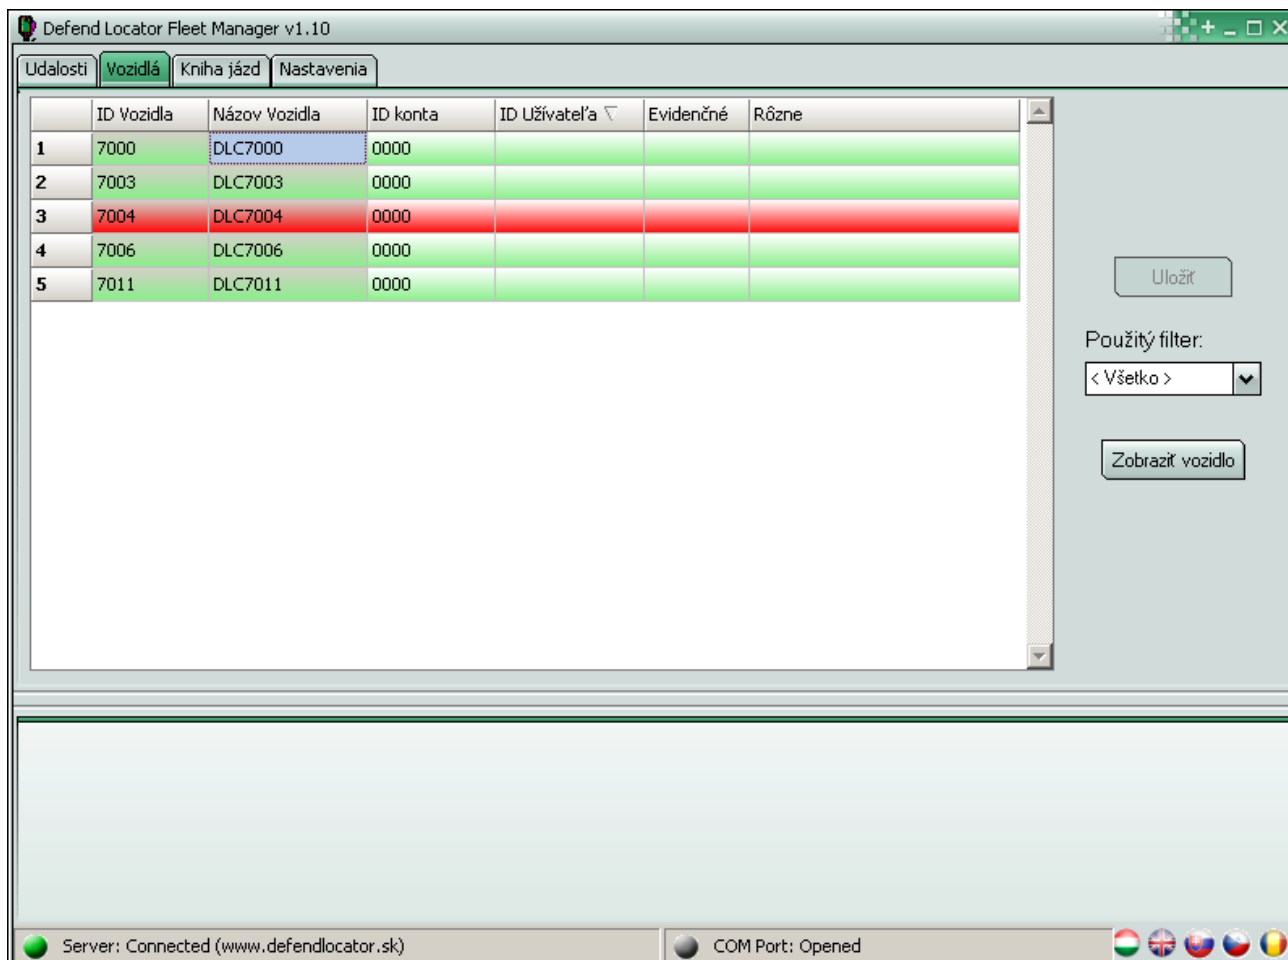 Defend Locator Fleet Manager v1.10
Udalosti Vozidlá Kniha jázd Nastavenia
ID Vozidla Názov Vozidla ID konta ID Užívateľa Evidenčné Rôzne
1 7000 DLC7000 0000
2 7003 DLC7003 0000
3 7004 DLC7004 0000
4 7006 DLC7006 0000
5 7011 DLC7011 0000
Uložiť
Použitý filter:
< Všetko >
Zobraziť vozidlo
Server: Connected (www.defendlocator.sk) COM Port: Opened